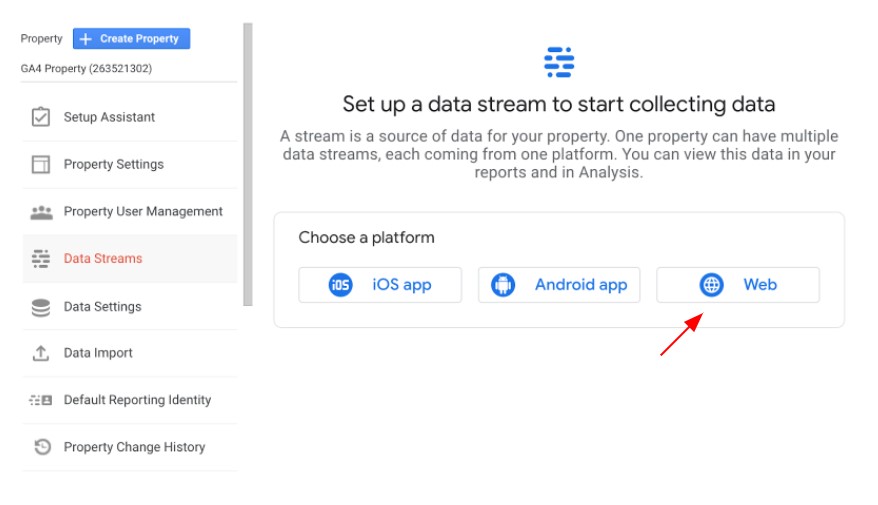 Property
Create Property
GA4 Property (263521302)
Setup Assistant
Property Settings
Property User Management
Data Streams
Data Settings
Data Import
Default Reporting Identity
Property Change History
Set up a data stream to start collecting data
A stream is a source of data for your property. One property can have multiple
data streams, each coming from one platform. You can view this data in your
reports and in Analysis.
Choose a platform
iOS iOS app
Android app
Web